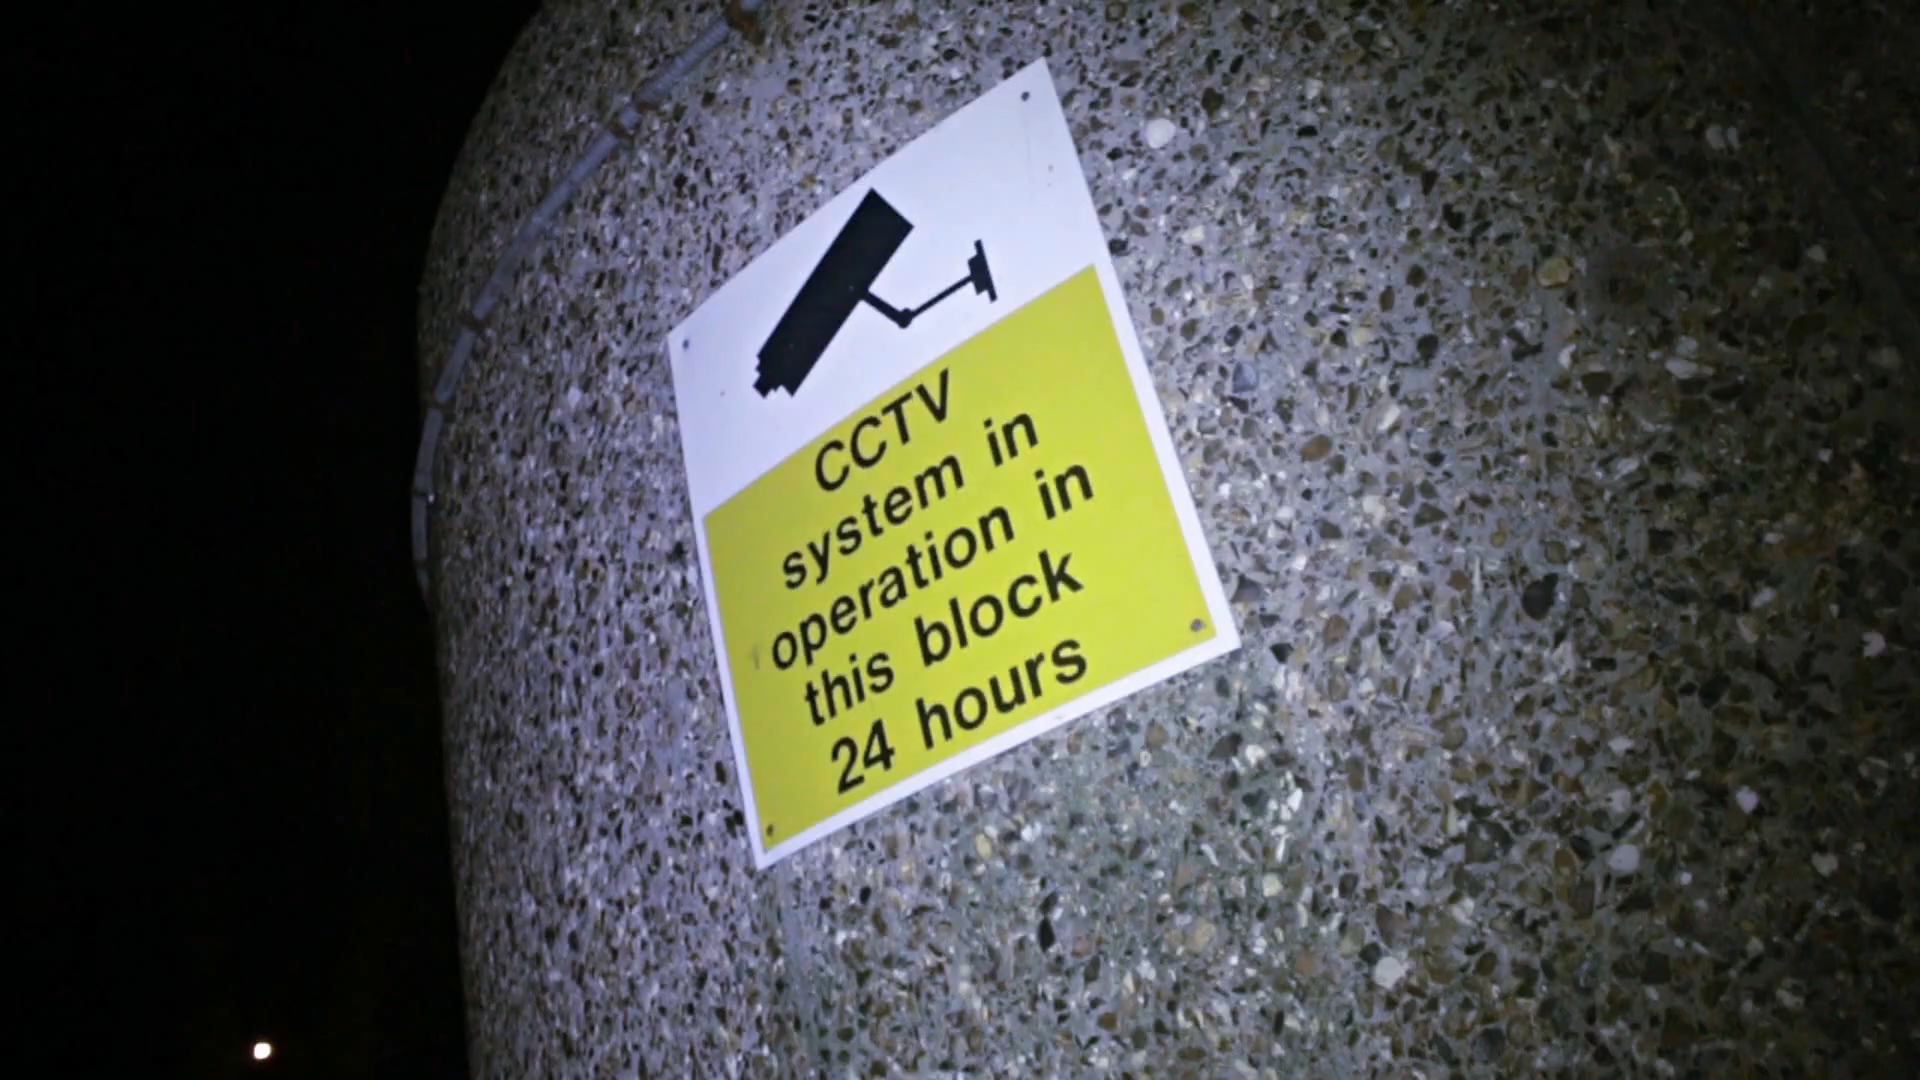 CCTV
system in
operation in
this block
24 hours